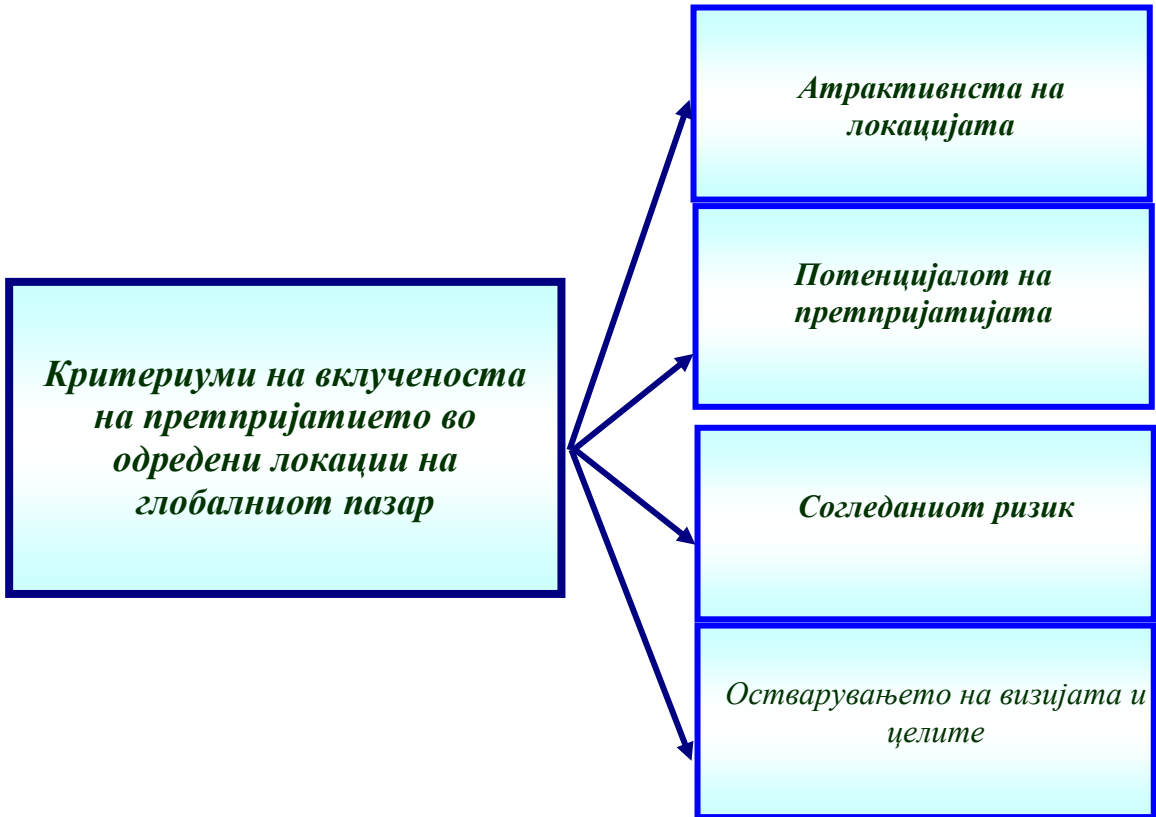 Атрактивнста на
локацијата
Потенцијалот на
претпријатијата
Критериуми на вклученоста
на претпријатието во
одредени локации на
глобалниот пазар
Согледаниот ризик
Остварувањето на визијата и
целите